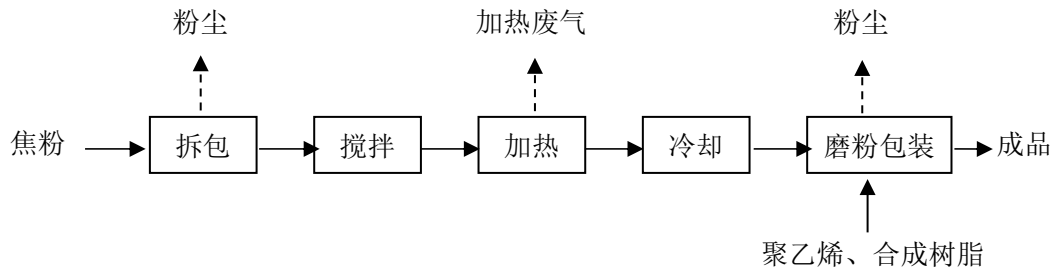 粉尘 加热废气 粉尘
焦粉 拆包 搅拌 加热 冷却 磨粉包装 成品
聚乙烯、合成树脂